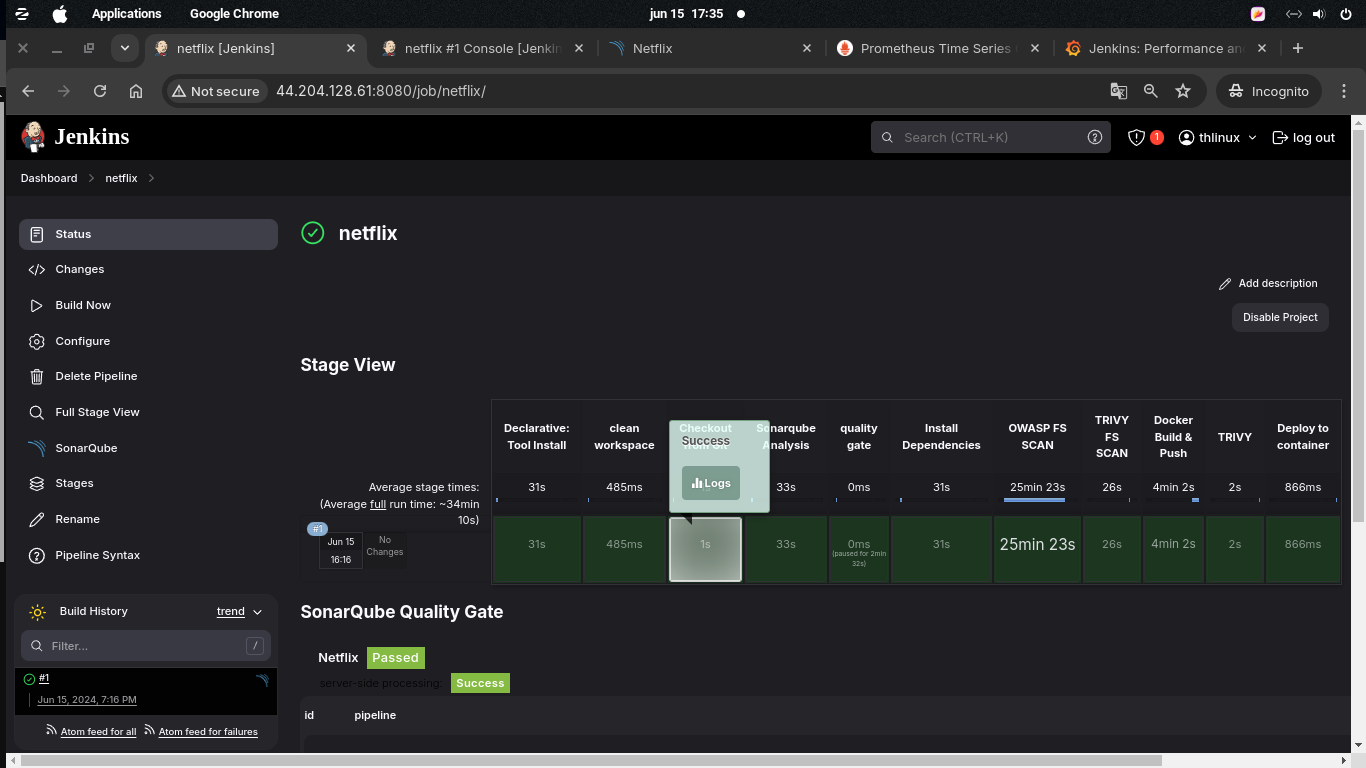 Applications
Google Chrome
jun 15 17:35
netflix [Jenkins]
netflix #1 Console [Jenkin
Netflix
Prometheus Time Series
Jenkins: Performance an
Not secure
44.204.128.61:8080/job/netflix/
Incognito
Jenkins
Search (CTRL+K)
1
thlinux
log out
Dashboard
netflix
Status
Changes
Build Now
Configure
Delete Pipeline
Full Stage View
SonarQube
Stages
Rename
Pipeline Syntax
Build History
trend
Filter...
/
#1
Jun 15, 2024, 7:16 PM
Atom feed for all
Atom feed for failures
netflix
Add description
Disable Project
Stage View
Declarative: Tool Install
clean workspace
Checkout
Sonarqube Analysis
quality gate
Install Dependencies
OWASP FS SCAN
TRIVY FS SCAN
Docker Build & Push
TRIVY
Deploy to container
Success
Logs
Average stage times:
(Average full run time: ~34min
10s)
31s
485ms
33s
0ms
31s
25min 23s
26s
4min 2s
2s
866ms
#1
Jun 15
16:16
No Changes
31s
485ms
1s
33s
0ms
(paused for 2min 32s)
31s
25min 23s
26s
4min 2s
2s
866ms
SonarQube Quality Gate
Netflix Passed
server-side processing: Success
id pipeline